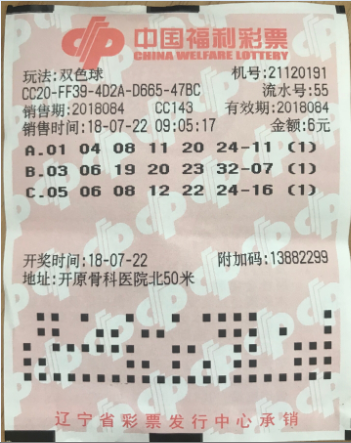 中国福利彩票
CHINA WELFARE LOTTERY
玩法:双色球 机号:21120191
CC20-FF39-4D2A-D665-47BC 流水号:55
销售期:2018084 CC143 有效期:2018084
销售时间:18-07-22 09:05:17 金额:6元
A.01 04 08 11 20 24-11 (1)
B.03 06 19 20 23 32-07 (1)
C.05 06 08 12 22 24-16 (1)
开奖时间:18-07-22 附加码:13882299
地址:开原骨科医院北50米
辽宁省彩票发行中心承销